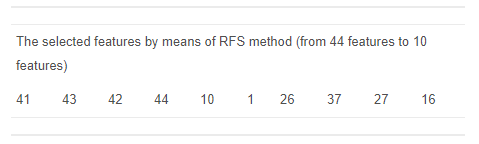 The selected features by means of RFS method (from 44 features to 10
features)
41 43 42 44 10 1 26 37 27 16